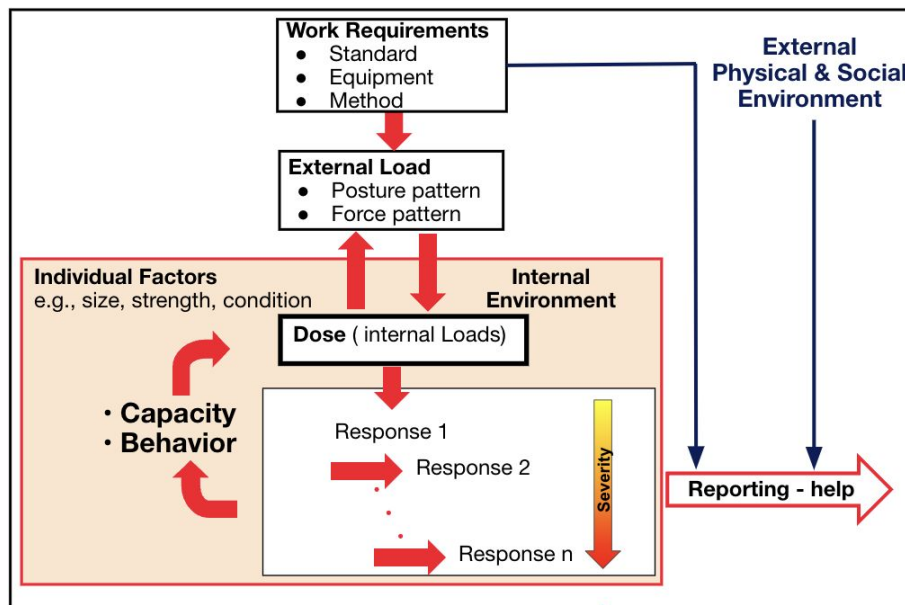 Work Requirements
● Standard
● Equipment
● Method
External
Physical & Social
Environment
External Load
● Posture pattern
● Force pattern
Individual Factors
e.g., size, strength, condition
Internal
Environment
Dose ( internal Loads)
· Capacity
· Behavior
Response 1
Response 2
Response n
Severity
Reporting - help